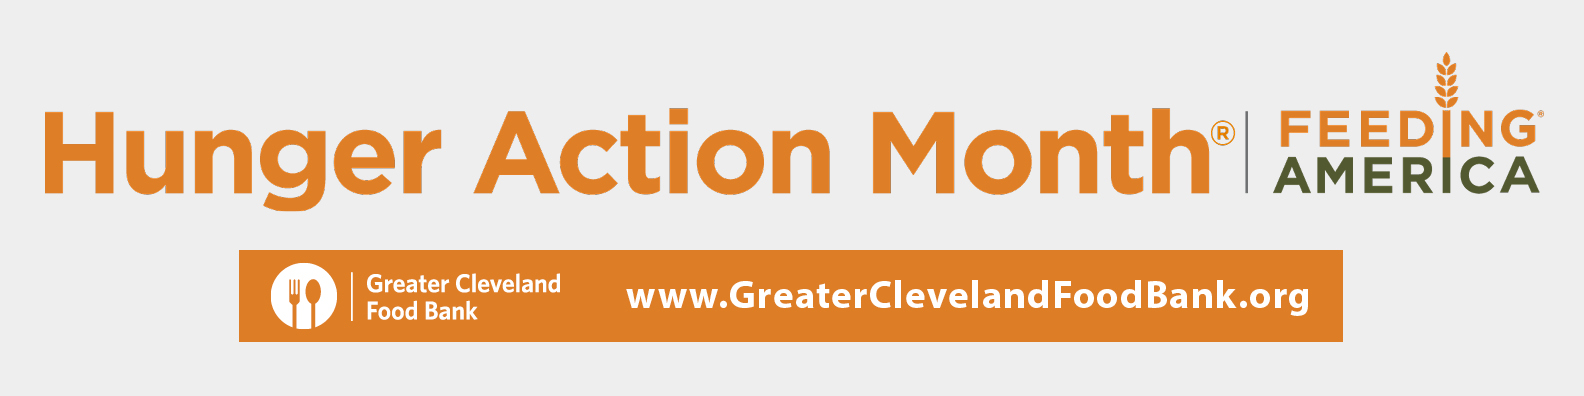 Hunger Action Month®
FEEDING®
AMERICA
Greater Cleveland
Food Bank
www.GreaterClevelandFoodBank.org